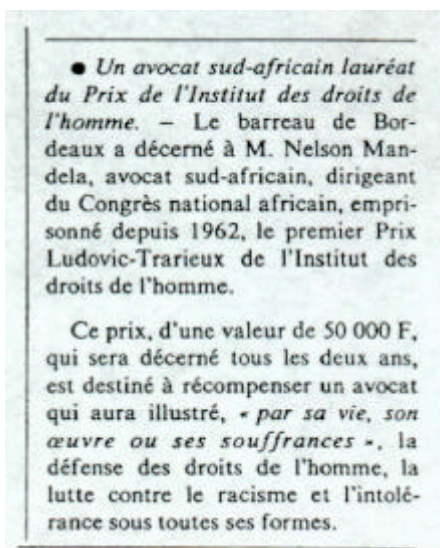 ● Un avocat sud-africain lauréat
du Prix de l'Institut des droits de
l'homme. — Le barreau de Bor-
deaux a décerné à M. Nelson Man-
dela, avocat sud-africain, dirigeant
du Congrès national africain, empri-
sonné depuis 1962, le premier Prix
Ludovic-Trarieux de l'Institut des
droits de l'homme.
Ce prix, d'une valeur de 50 000 F,
qui sera décerné tous les deux ans,
est destiné à récompenser un avocat
qui aura illustré, « par sa vie, son
œuvre ou ses souffrances », la
défense des droits de l'homme, la
lutte contre le racisme et l'intolé-
rance sous toutes ses formes.